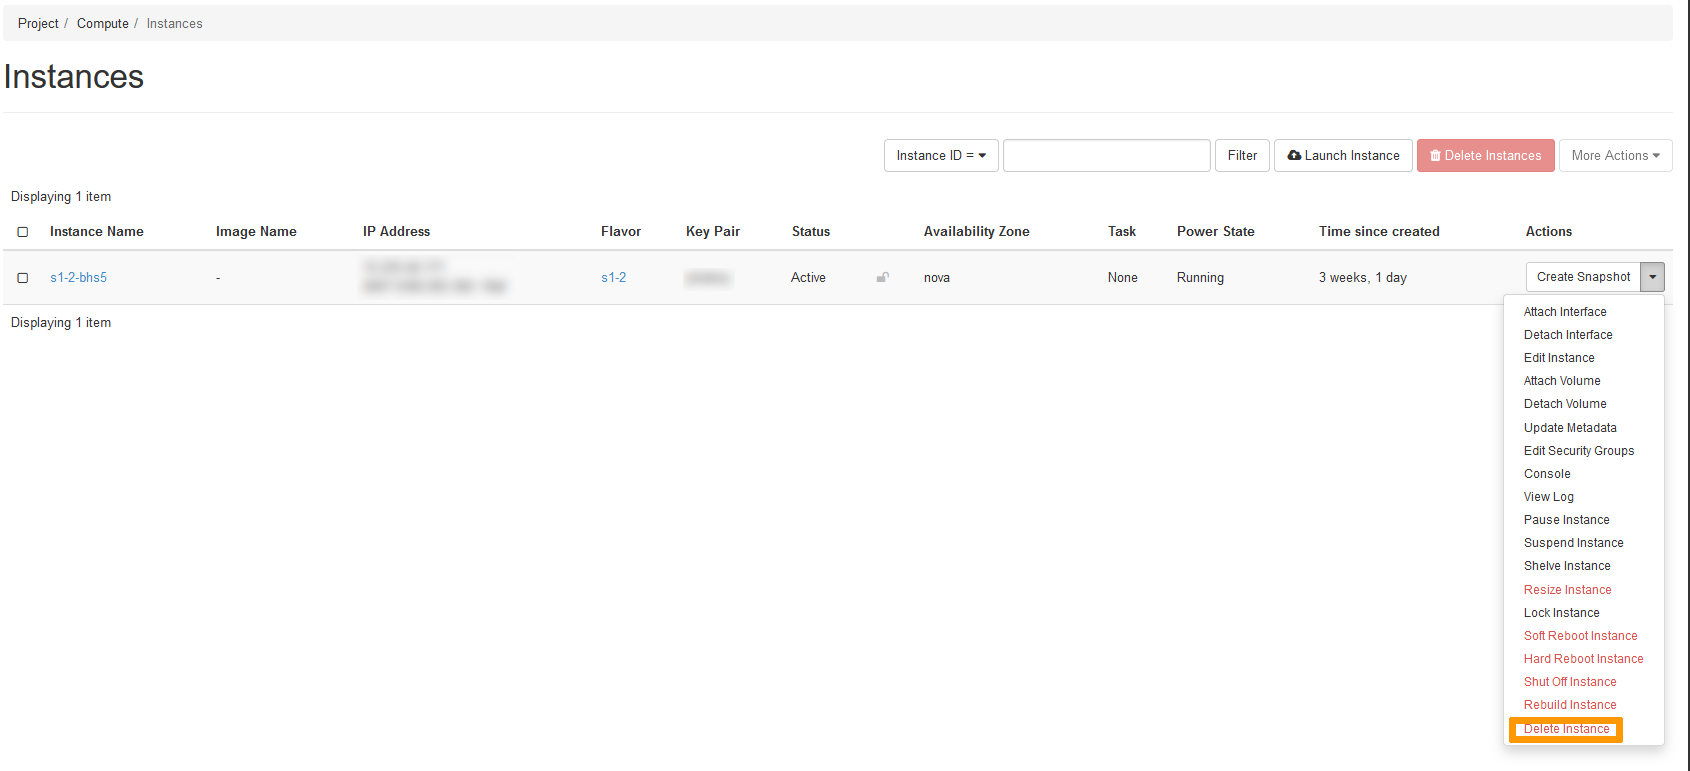 Project / Compute / Instances
Instances
Instance ID = Filter Launch Instance Delete Instances More Actions
Displaying 1 item
Instance Name Image Name IP Address Flavor Key Pair Status Availability Zone Task Power State Time since created Actions
s1-2-bhs5 - s1-2 Active nova None Running 3 weeks, 1 day Create Snapshot
Displaying 1 item
Attach Interface
Detach Interface
Edit Instance
Attach Volume
Detach Volume
Update Metadata
Edit Security Groups
Console
View Log
Pause Instance
Suspend Instance
Shelve Instance
Resize Instance
Lock Instance
Soft Reboot Instance
Hard Reboot Instance
Shut Off Instance
Rebuild Instance
Delete Instance